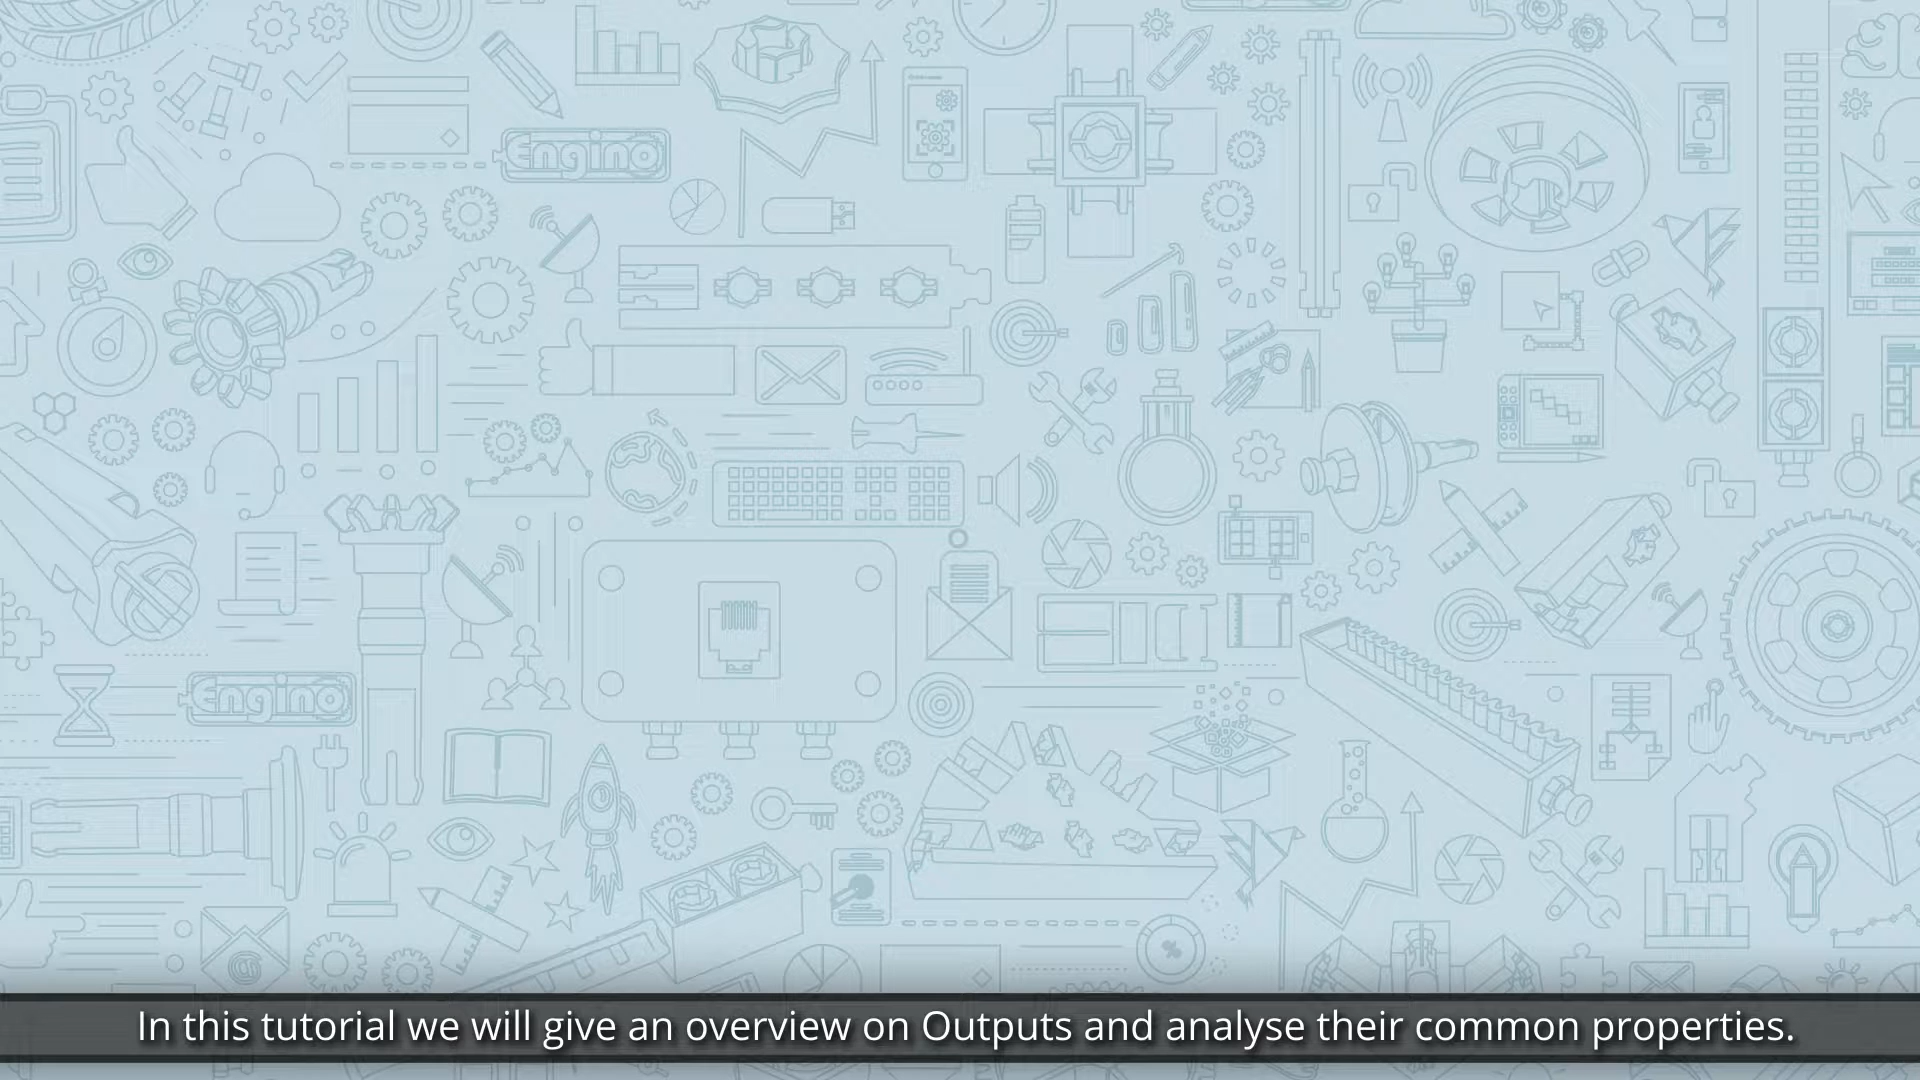 Engino
Engino
In this tutorial we will give an overview on Outputs and analyse their common properties.